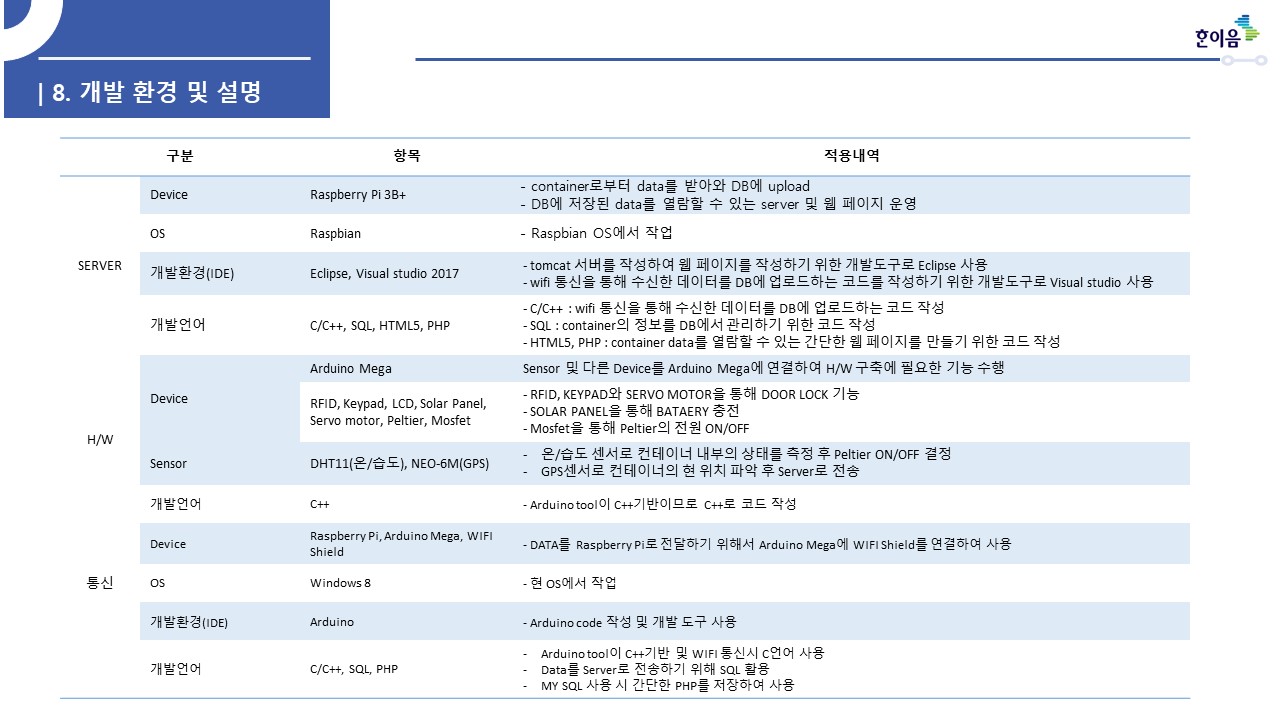 한이음
| 8. 개발 환경 및 설명
구분 항목 적용내역
SERVER
Device Raspberry Pi 3B+
- container로부터 data를 받아와 DB에 upload
- DB에 저장된 data를 열람할 수 있는 server 및 웹 페이지 운영
OS Raspbian - Raspbian OS에서 작업
개발환경(IDE) Eclipse, Visual studio 2017
- tomcat 서버를 작성하여 웹 페이지를 작성하기 위한 개발도구로 Eclipse 사용
- wifi 통신을 통해 수신한 데이터를 DB에 업로드하는 코드를 작성하기 위한 개발도구로 Visual studio 사용
개발언어 C/C++, SQL, HTML5, PHP
- C/C++ : wifi 통신을 통해 수신한 데이터를 DB에 업로드하는 코드 작성
- SQL : container의 정보를 DB에서 관리하기 위한 코드 작성
- HTML5, PHP : container data를 열람할 수 있는 간단한 웹 페이지를 만들기 위한 코드 작성
H/W
Device
Arduino Mega Sensor 및 다른 Device를 Arduino Mega에 연결하여 H/W 구축에 필요한 기능 수행
RFID, Keypad, LCD, Solar Panel,
Servo motor, Peltier, Mosfet
- RFID, KEYPAD와 SERVO MOTOR을 통해 DOOR LOCK 기능
- SOLAR PANEL을 통해 BATAERY 충전
- Mosfet을 통해 Peltier의 전원 ON/OFF
Sensor DHT11(온/습도), NEO-6M(GPS)
- 온/습도 센서로 컨테이너 내부의 상태를 측정 후 Peltier ON/OFF 결정
- GPS센서로 컨테이너의 현 위치 파악 후 Server로 전송
개발언어 C++ - Arduino tool이 C++기반이므로 C++로 코드 작성
통신
Device
Raspberry Pi, Arduino Mega, WIFI
Shield
- DATA를 Raspberry Pi로 전달하기 위해서 Arduino Mega에 WIFI Shield를 연결하여 사용
OS Windows 8 - 현 OS에서 작업
개발환경(IDE) Arduino - Arduino code 작성 및 개발 도구 사용
개발언어 C/C++, SQL, PHP
- Arduino tool이 C++기반 및 WIFI 통신시 C언어 사용
- Data를 Server로 전송하기 위해 SQL 활용
- MY SQL 사용 시 간단한 PHP를 저장하여 사용